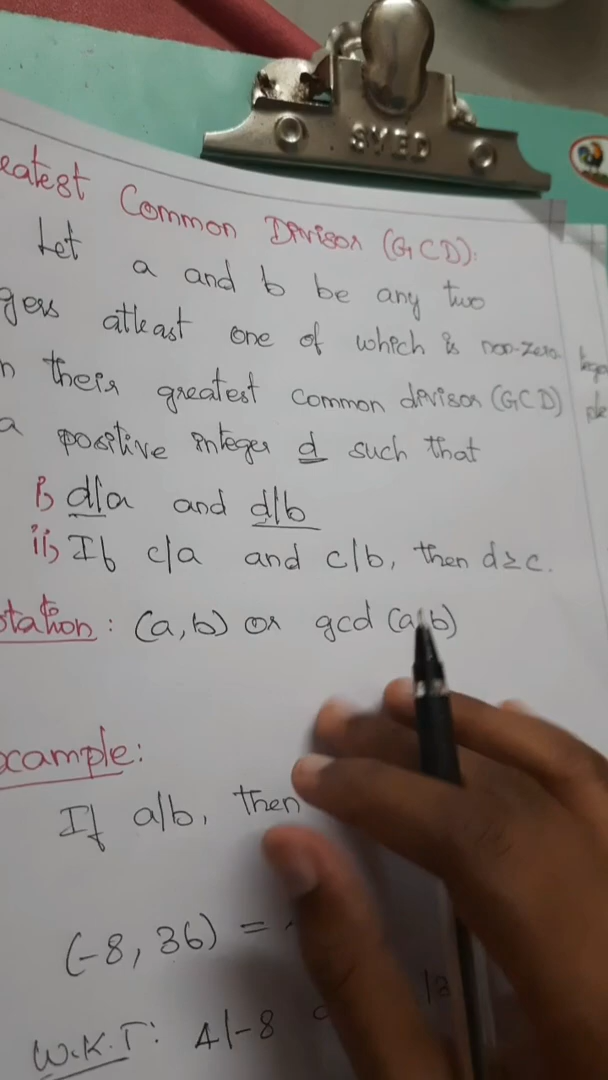 SYED
eatest Common Divisor (GCD):
Let a and b be any two
gers atleast one of which is non-zero
n their greatest common divisor (GCD)
a positive integer d such that
i) d/a and d/b
ii) If c/a and c/b, then d≥c.
otation: (a,b) or gcd (a,b)
xample:
If a/b, then
(-8, 36) =
W.K.T: 4/-8